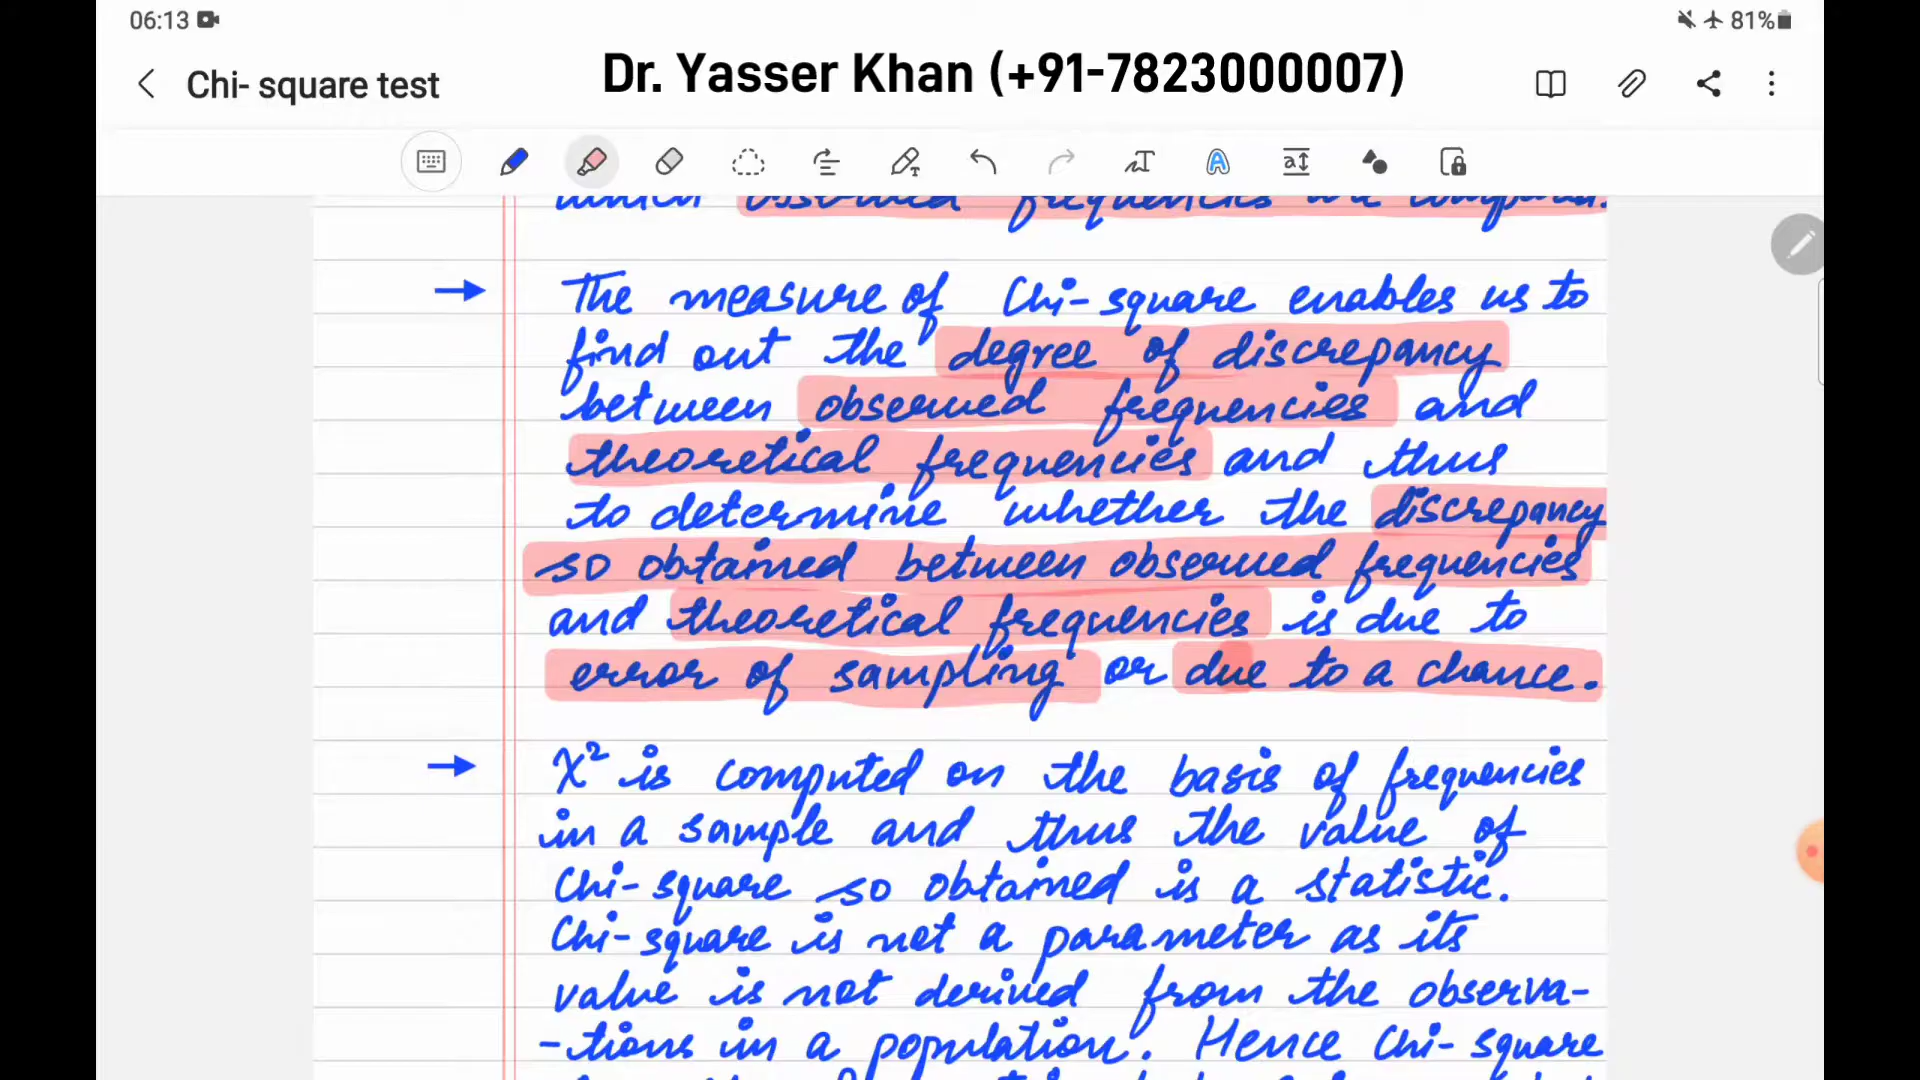 06:13
81%
Chi- square test
Dr. Yasser Khan (+91-7823000007)
which observed frequencies are compared.
→ The measure of Chi-square enables us to
find out the degree of discrepancy
between observed frequencies and
theoretical frequencies and thus
to determine whether the discrepancy
so obtained between observed frequencies
and theoretical frequencies is due to
error of sampling or due to a chance.
→ χ² is computed on the basis of frequencies
in a sample and thus the value of
Chi-square so obtained is a statistic.
Chi-square is not a parameter as its
value is not derived from the observa-
-tions in a population. Hence Chi-square